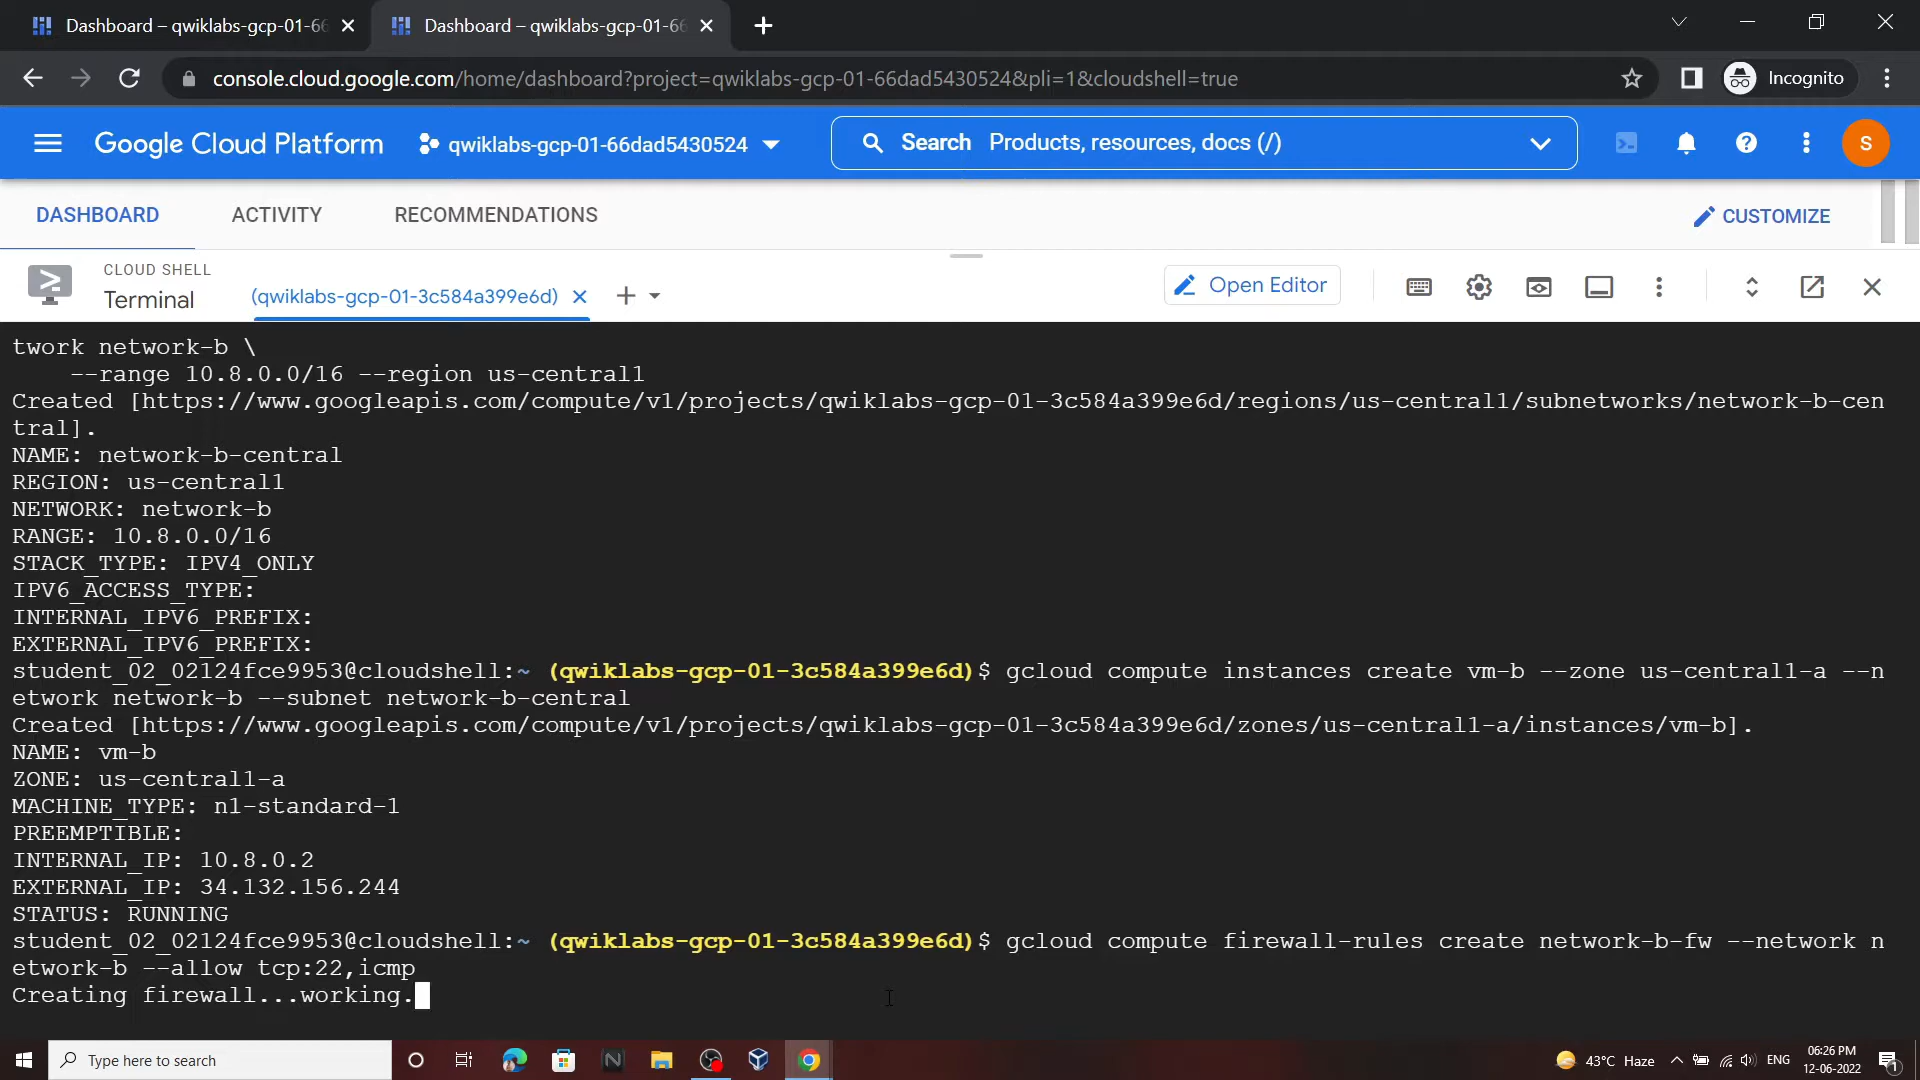 Dashboard – qwiklabs-gcp-01-66
Dashboard – qwiklabs-gcp-01-66
console.cloud.google.com/home/dashboard?project=qwiklabs-gcp-01-66dad5430524&pli=1&cloudshell=true
Incognito
Google Cloud Platform
qwiklabs-gcp-01-66dad5430524
Search Products, resources, docs (/)
S
DASHBOARD
ACTIVITY
RECOMMENDATIONS
CUSTOMIZE
CLOUD SHELL
Terminal
(qwiklabs-gcp-01-3c584a399e6d)
Open Editor
twork network-b \
--range 10.8.0.0/16 --region us-central1
Created [https://www.googleapis.com/compute/v1/projects/qwiklabs-gcp-01-3c584a399e6d/regions/us-central1/subnetworks/network-b-cen
tral].
NAME: network-b-central
REGION: us-central1
NETWORK: network-b
RANGE: 10.8.0.0/16
STACK_TYPE: IPV4_ONLY
IPV6_ACCESS_TYPE:
INTERNAL_IPV6_PREFIX:
EXTERNAL_IPV6_PREFIX:
student_02_02124fce9953@cloudshell:~ (qwiklabs-gcp-01-3c584a399e6d)$ gcloud compute instances create vm-b --zone us-central1-a --n
etwork network-b --subnet network-b-central
Created [https://www.googleapis.com/compute/v1/projects/qwiklabs-gcp-01-3c584a399e6d/zones/us-central1-a/instances/vm-b].
NAME: vm-b
ZONE: us-central1-a
MACHINE_TYPE: n1-standard-1
PREEMPTIBLE:
INTERNAL_IP: 10.8.0.2
EXTERNAL_IP: 34.132.156.244
STATUS: RUNNING
student_02_02124fce9953@cloudshell:~ (qwiklabs-gcp-01-3c584a399e6d)$ gcloud compute firewall-rules create network-b-fw --network n
etwork-b --allow tcp:22,icmp
Creating firewall...working.
Type here to search
43°C Haze
ENG
06:26 PM
12-06-2022
1